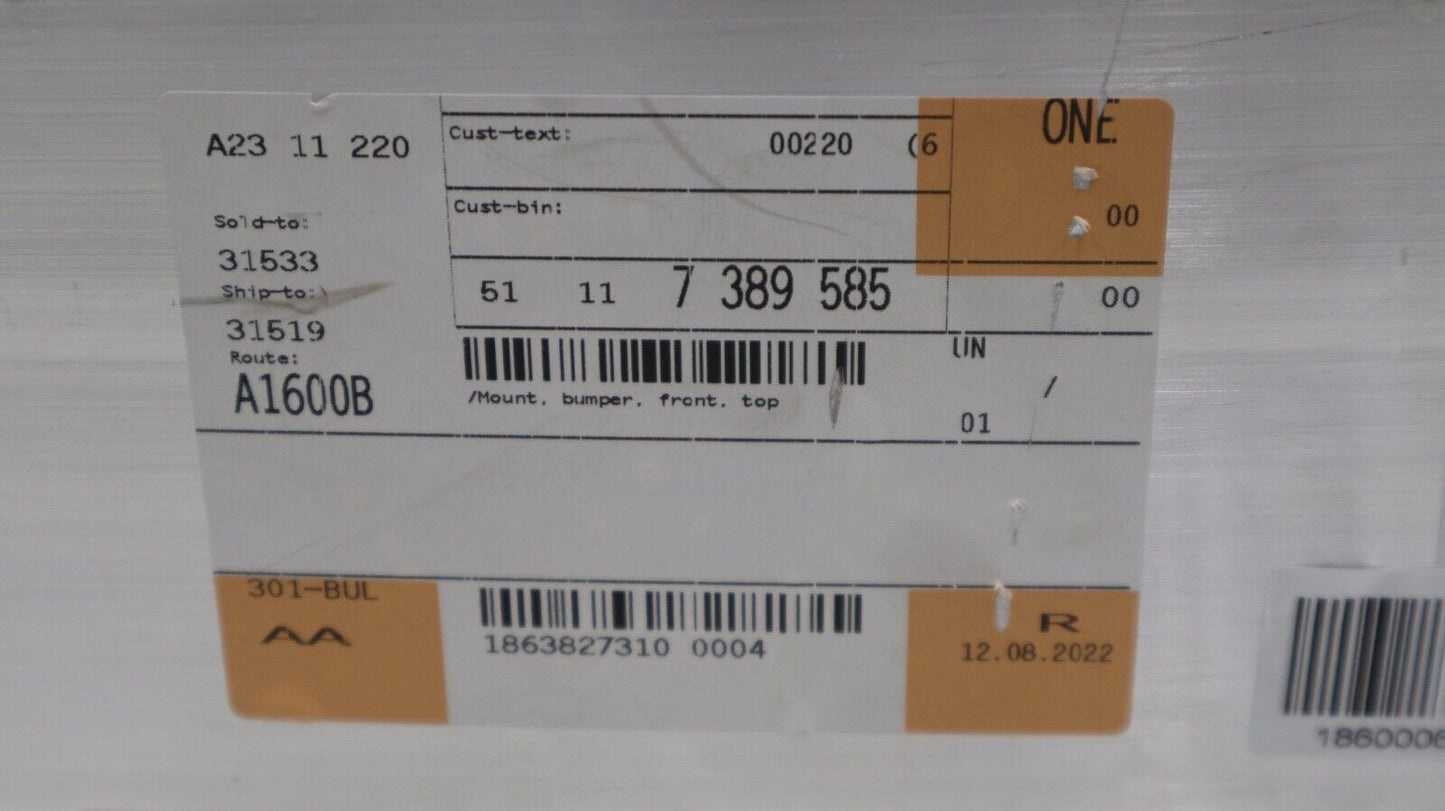 A23 11 220
Cust-text: 00220 (6
ONE
Cust-bin:
00
Sold-to:
31533
Ship-to:
31519
Route:
A1600B
51 11 7 389 585
00
/Mount, bumper, front, top
UN
/
01
301-BUL
AA
1863827310 0004
R
12.08.2022
1860006